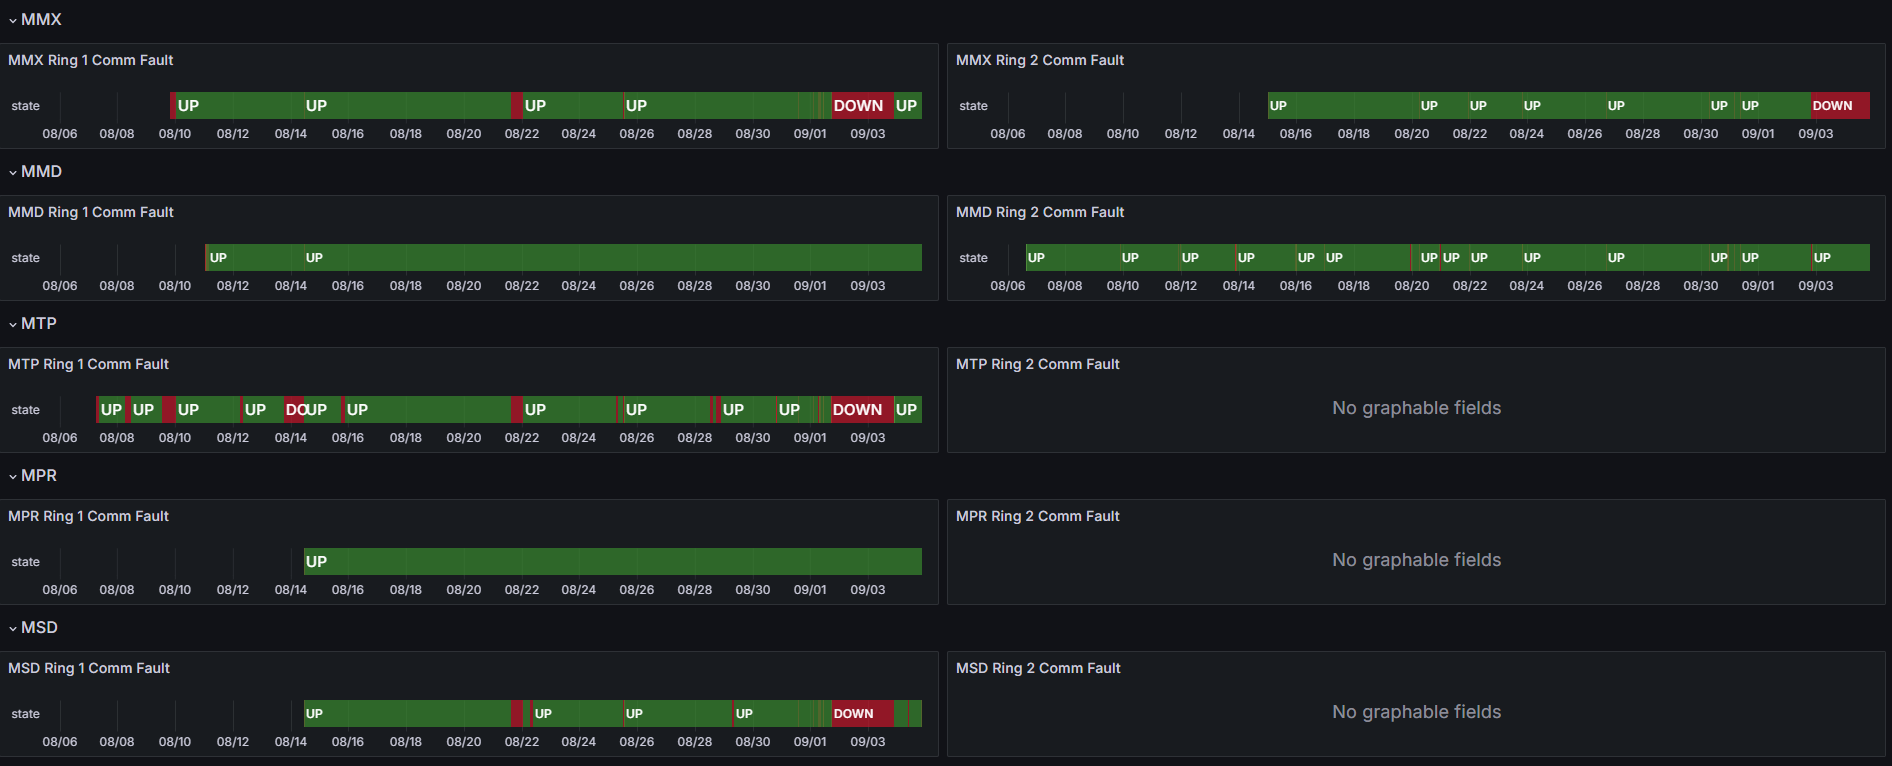 MMX
MMX Ring 1 Comm Fault
state UP UP UP UP DOWN UP
08/06 08/08 08/10 08/12 08/14 08/16 08/18 08/20 08/22 08/24 08/26 08/28 08/30 09/01 09/03
MMX Ring 2 Comm Fault
state UP UP UP UP UP UP UP DOWN
08/06 08/08 08/10 08/12 08/14 08/16 08/18 08/20 08/22 08/24 08/26 08/28 08/30 09/01 09/03
MMD
MMD Ring 1 Comm Fault
state UP UP
08/06 08/08 08/10 08/12 08/14 08/16 08/18 08/20 08/22 08/24 08/26 08/28 08/30 09/01 09/03
MMD Ring 2 Comm Fault
state UP UP UP UP UP UP UP UP UP UP UP UP UP UP
08/06 08/08 08/10 08/12 08/14 08/16 08/18 08/20 08/22 08/24 08/26 08/28 08/30 09/01 09/03
MTP
MTP Ring 1 Comm Fault
state UP UP UP UP DOUP UP UP UP UP UP DOWN UP
08/06 08/08 08/10 08/12 08/14 08/16 08/18 08/20 08/22 08/24 08/26 08/28 08/30 09/01 09/03
MTP Ring 2 Comm Fault
No graphable fields
MPR
MPR Ring 1 Comm Fault
state UP
08/06 08/08 08/10 08/12 08/14 08/16 08/18 08/20 08/22 08/24 08/26 08/28 08/30 09/01 09/03
MPR Ring 2 Comm Fault
No graphable fields
MSD
MSD Ring 1 Comm Fault
state UP UP UP UP DOWN
08/06 08/08 08/10 08/12 08/14 08/16 08/18 08/20 08/22 08/24 08/26 08/28 08/30 09/01 09/03
MSD Ring 2 Comm Fault
No graphable fields